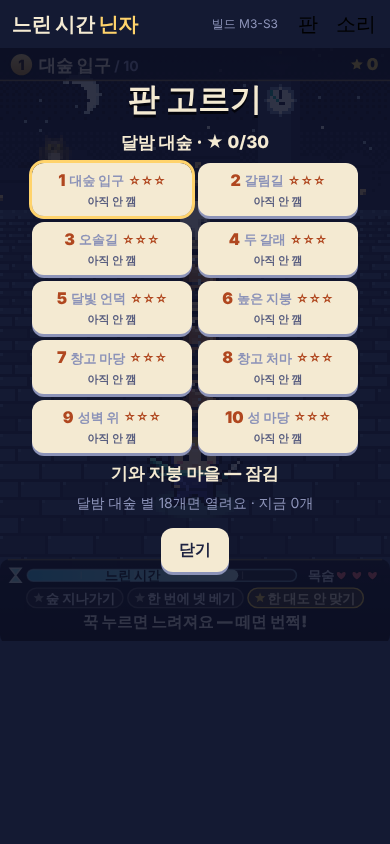 느린 시간 닌자 빌드 M3-S3 판 소리
1 대숲 입구 / 10 ★ 0
판 고르기
달밤 대숲 · ★ 0/30
1 대숲 입구 ☆☆☆
아직 안 깸
2 갈림길 ☆☆☆
아직 안 깸
3 오솔길 ☆☆☆
아직 안 깸
4 두 갈래 ☆☆☆
아직 안 깸
5 달빛 언덕 ☆☆☆
아직 안 깸
6 높은 지붕 ☆☆☆
아직 안 깸
7 창고 마당 ☆☆☆
아직 안 깸
8 창고 처마 ☆☆☆
아직 안 깸
9 성벽 위 ☆☆☆
아직 안 깸
10 성 마당 ☆☆☆
아직 안 깸
기와 지붕 마을 — 잠김
달밤 대숲 별 18개면 열려요 · 지금 0개
닫기
느린 시간 목숨 ♥ ♥ ♥
★숲 지나가기 ★한 번에 넷 베기 ★한 대도 안 맞기
꾹 누르면 느려져요 — 떼면 번쩍!